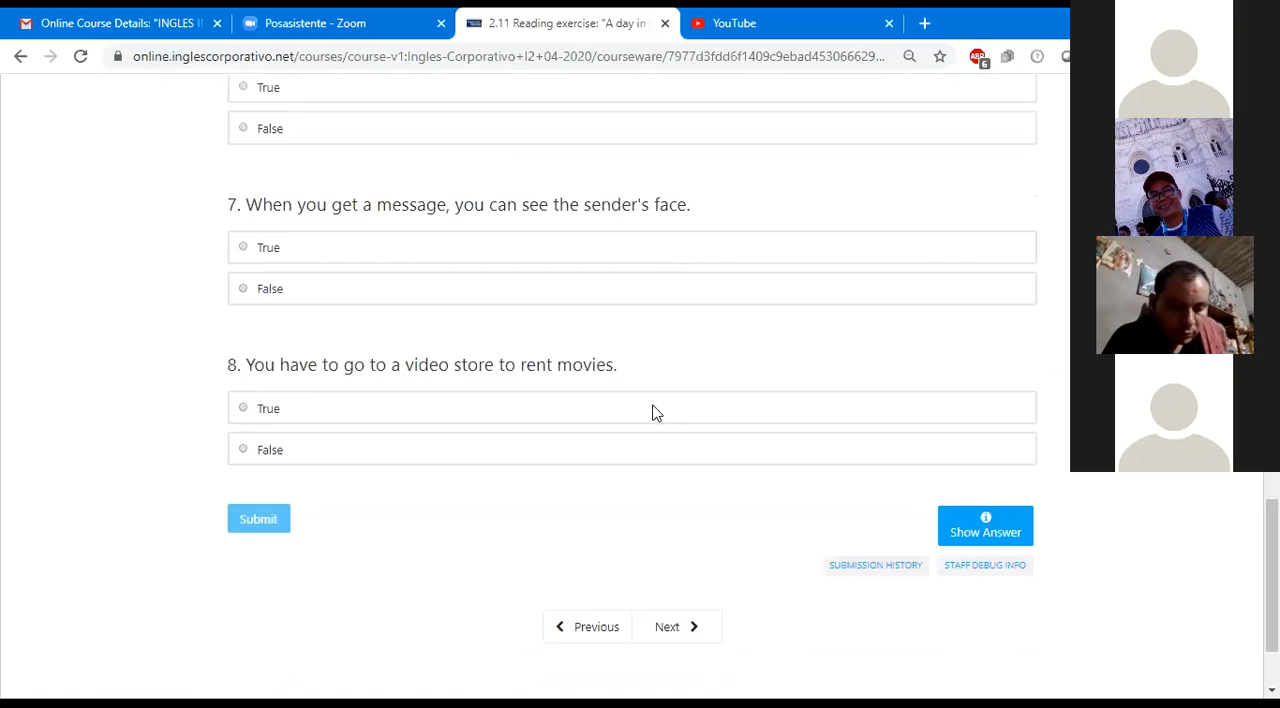 Online Course Details: "INGLES I
Posasistente - Zoom
2.11 Reading exercise: "A day in
YouTube
online.inglescorporativo.net/courses/course-v1:Ingles-Corporativo+I2+04-2020/courseware/7977d3fdd6f1409c9ebad453066629...
ABP
6
True
False
7. When you get a message, you can see the sender's face.
True
False
8. You have to go to a video store to rent movies.
True
False
Submit
Show Answer
SUBMISSION HISTORY
STAFF DEBUG INFO
Previous
Next